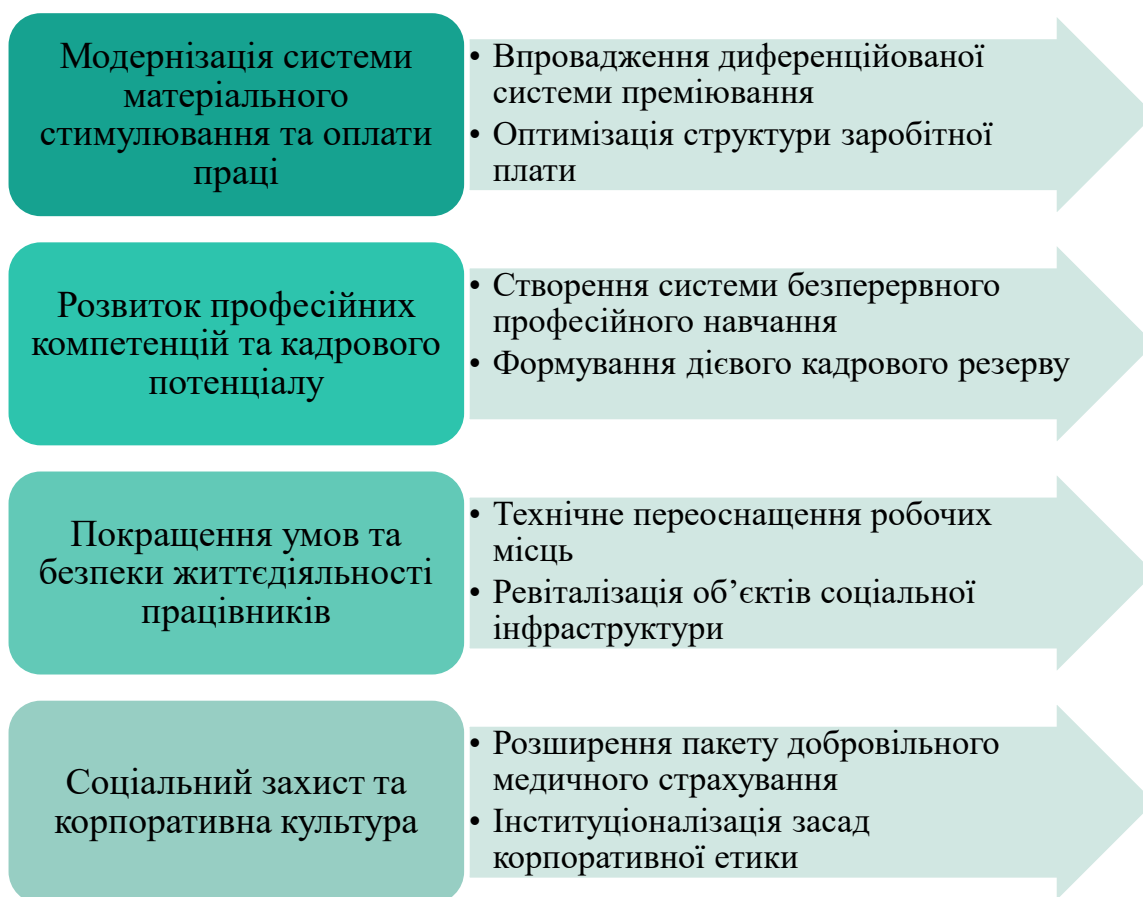 Модернізація системи
матеріального
стимулювання та оплати
праці
• Впровадження диференційованої
системи преміювання
• Оптимізація структури заробітної
плати
Розвиток професійних
компетенцій та кадрового
потенціалу
• Створення системи безперервного
професійного навчання
• Формування дієвого кадрового резерву
Покращення умов та
безпеки життєдіяльності
працівників
• Технічне переоснащення робочих
місць
• Ревіталізація об’єктів соціальної
інфраструктури
Соціальний захист та
корпоративна культура
• Розширення пакету добровільного
медичного страхування
• Інституціоналізація засад
корпоративної етики